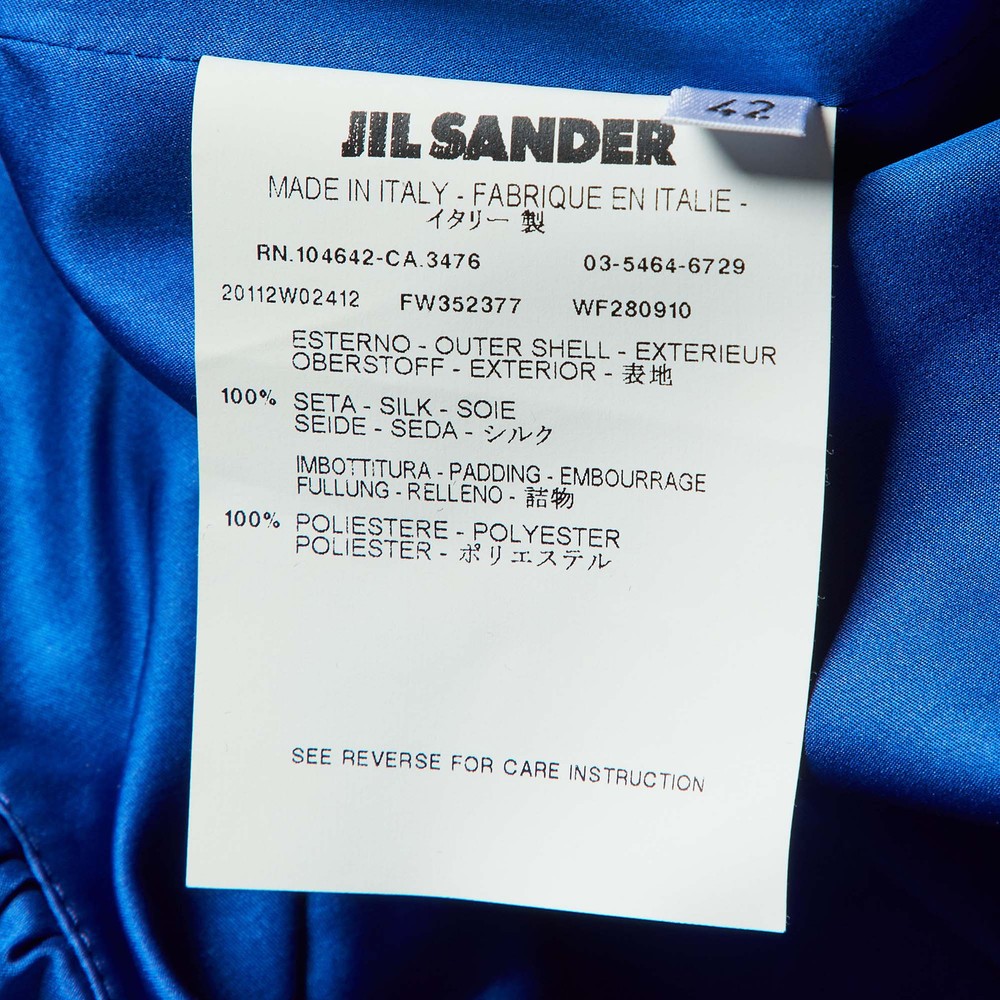 42
JIL SANDER
MADE IN ITALY - FABRIQUE EN ITALIE -
イタリー 製
RN.104642-CA.3476 03-5464-6729
20112W02412 FW352377 WF280910
ESTERNO - OUTER SHELL - EXTERIEUR
OBERSTOFF - EXTERIOR - 表地
100% SETA - SILK - SOIE
SEIDE - SEDA - シルク
IMBOTTITURA - PADDING - EMBOURRAGE
FULLUNG - RELLENO - 詰物
100% POLIESTERE - POLYESTER
POLIESTER - ポリエステル
SEE REVERSE FOR CARE INSTRUCTION